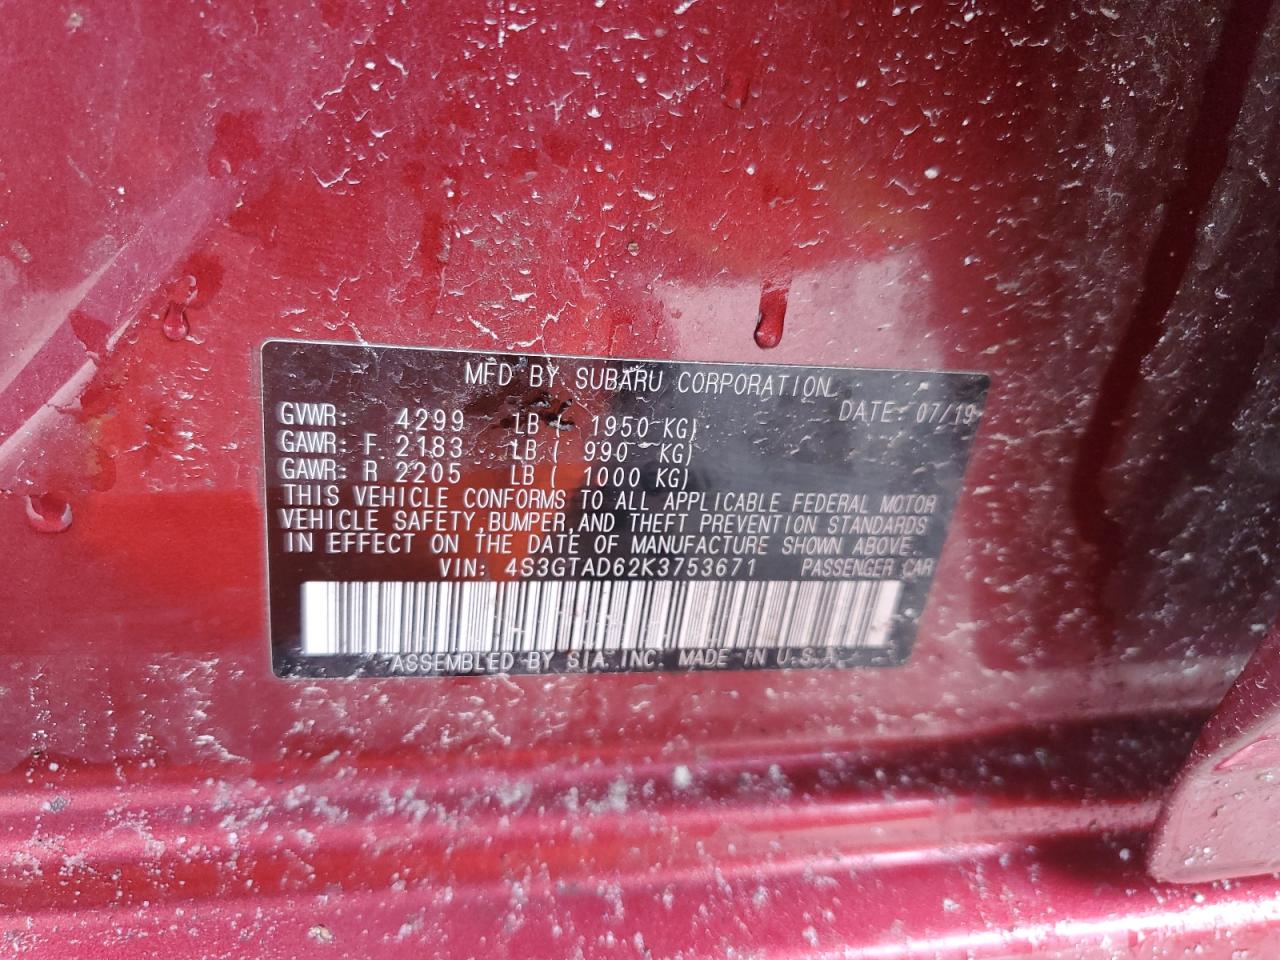 MFD BY SUBARU CORPORATION
DATE: 07/19
GVWR: 4299 LB ( 1950 KG)
GAWR: F 2183 LB ( 990 KG)
GAWR: R 2205 LB ( 1000 KG)
THIS VEHICLE CONFORMS TO ALL APPLICABLE FEDERAL MOTOR
VEHICLE SAFETY, BUMPER, AND THEFT PREVENTION STANDARDS
IN EFFECT ON THE DATE OF MANUFACTURE SHOWN ABOVE.
VIN: 4S3GTAD62K3753671 PASSENGER CAR
ASSEMBLED BY SIA INC. MADE IN U.S.A.